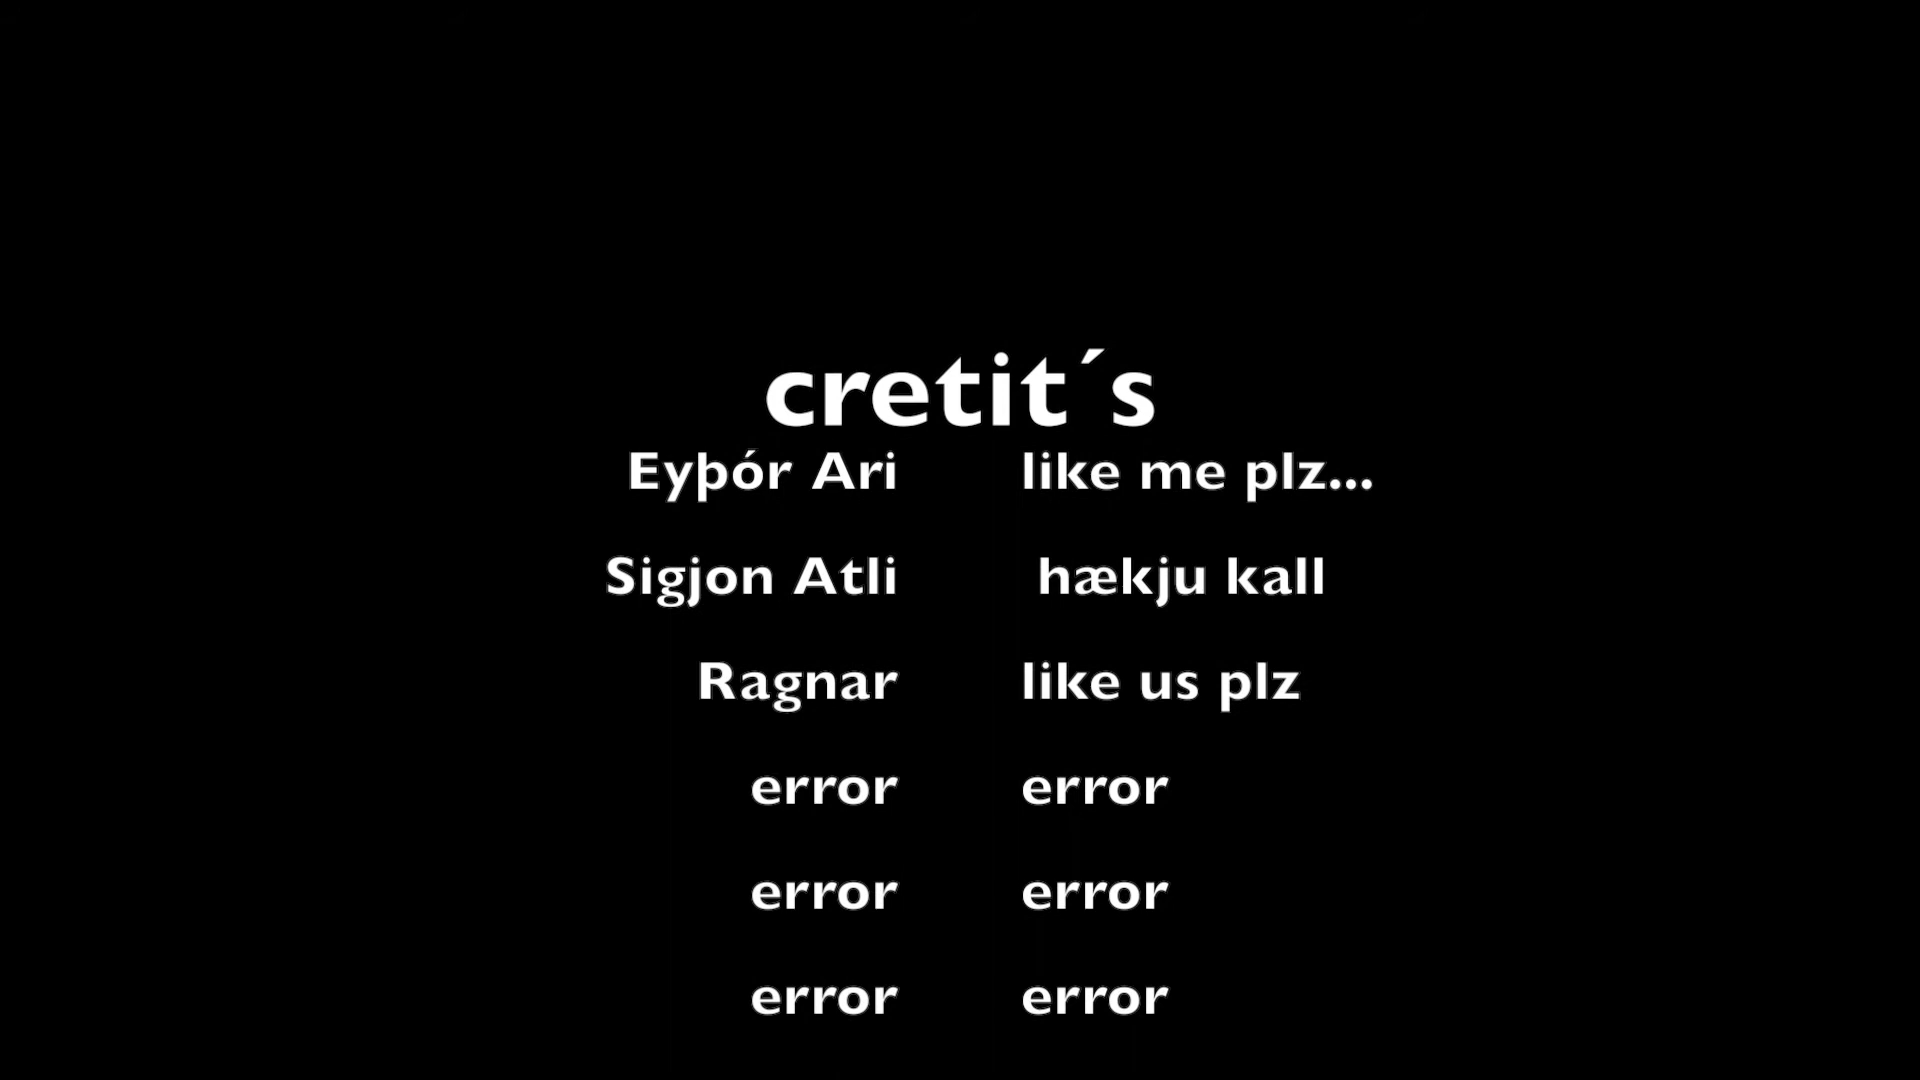 cretit´s
Eyþór Ari like me plz...
Sigjon Atli hækju kall
Ragnar like us plz
error error
error error
error error